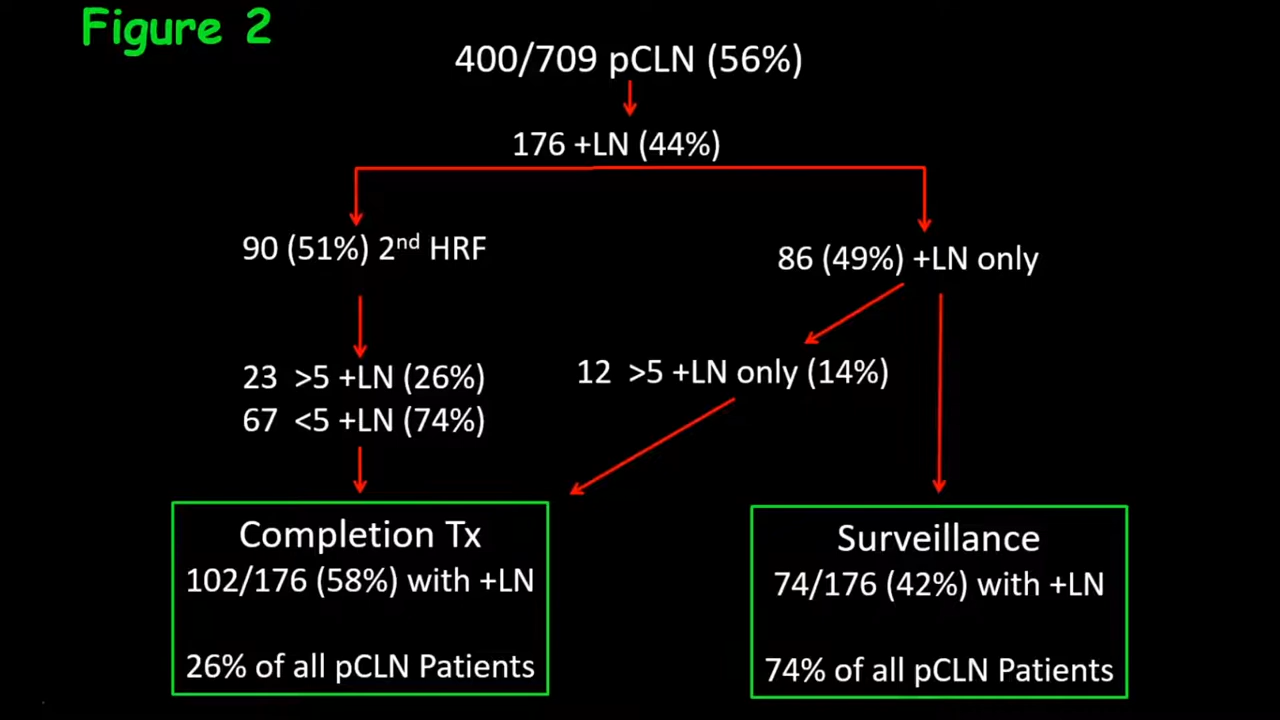 Figure 2
400/709 pCLN (56%)
176 +LN (44%)
90 (51%) 2nd HRF
86 (49%) +LN only
23 >5 +LN (26%)
67 <5 +LN (74%)
12 >5 +LN only (14%)
Completion Tx
102/176 (58%) with +LN
26% of all pCLN Patients
Surveillance
74/176 (42%) with +LN
74% of all pCLN Patients